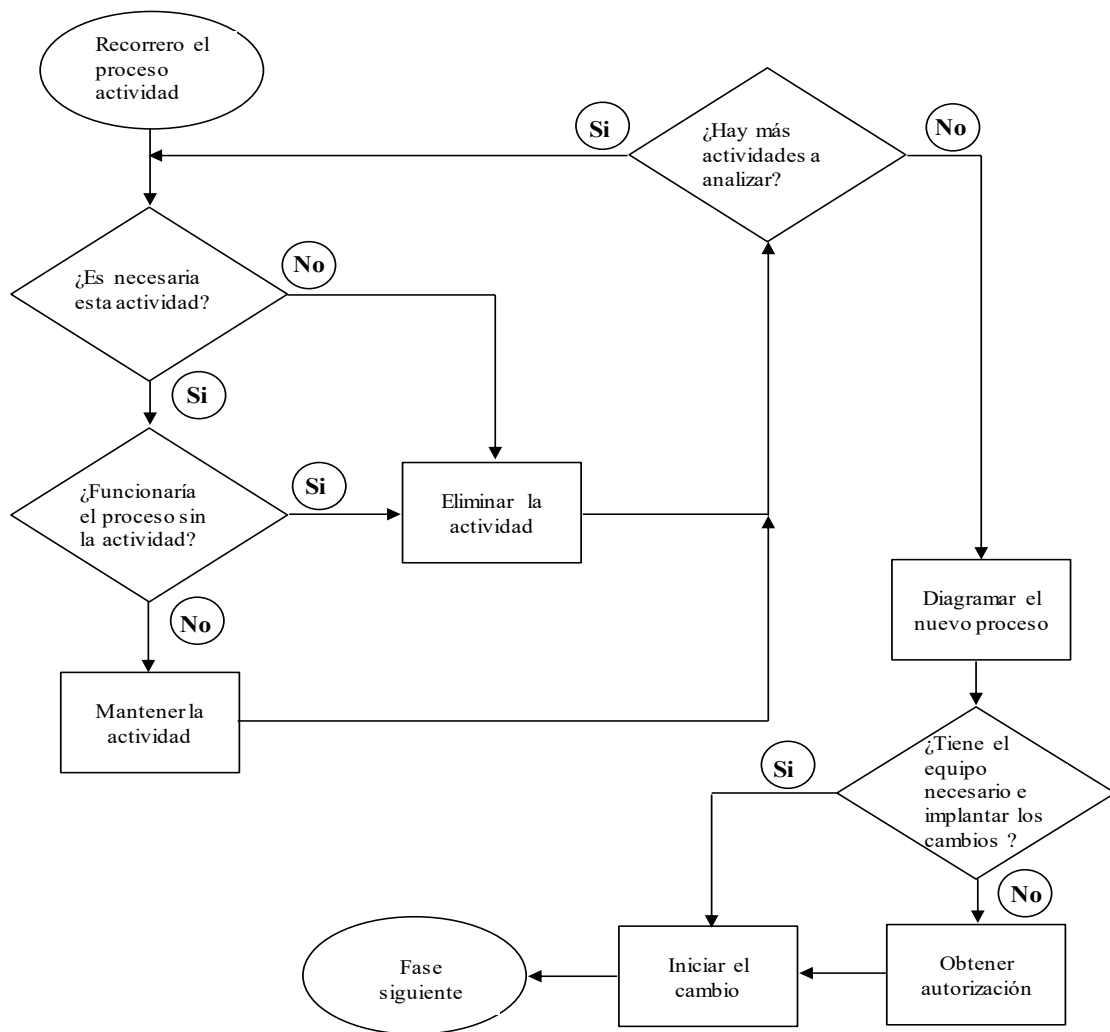 Recorrero el
proceso
actividad
Si
¿Hay más
actividades a
analizar?
No
¿Es necesaria
esta actividad?
No
Si
¿Funcionaría
el proceso sin
la actividad?
Si
Eliminar la
actividad
No
Mantener la
actividad
Diagramar el
nuevo proceso
¿Tiene el
equipo
necesario e
implantar los
cambios ?
Si
No
Obtener
autorización
Iniciar el
cambio
Fase
siguiente